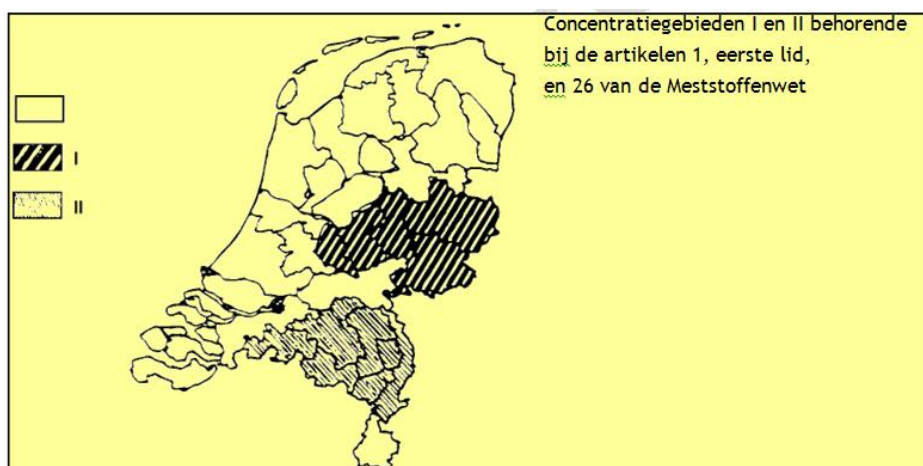 Concentratiegebieden I en II behorende
bij de artikelen 1, eerste lid,
en 26 van de Meststoffenwet
I
II